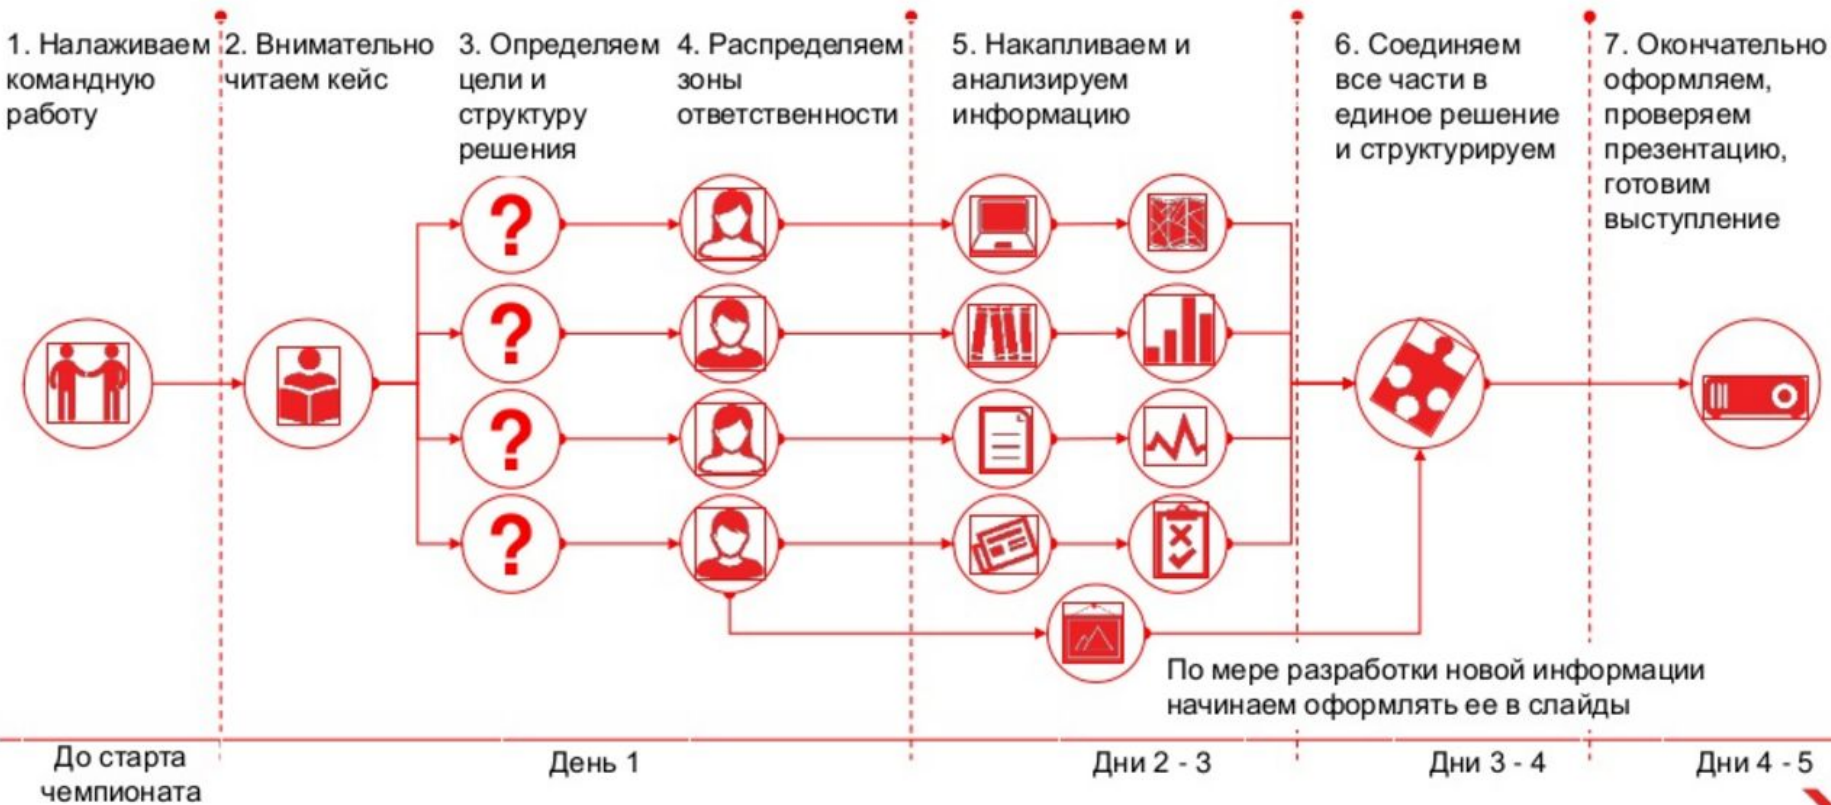 1. Налаживаем
командную
работу
2. Внимательно
читаем кейс
3. Определяем
цели и
структуру
решения
4. Распределяем
зоны
ответственности
5. Накапливаем и
анализируем
информацию
6. Соединяем
все части в
единое решение
и структурируем
7. Окончательно
оформляем,
проверяем
презентацию,
готовим
выступление
?
?
?
?
По мере разработки новой информации
начинаем оформлять ее в слайды
До старта
чемпионата
День 1
Дни 2 - 3
Дни 3 - 4
Дни 4 - 5